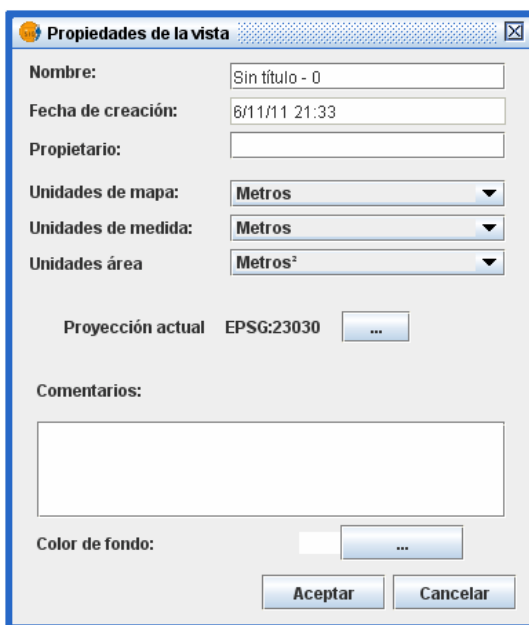 Propiedades de la vista
Nombre: Sin título - 0
Fecha de creación: 6/11/11 21:33
Propietario:
Unidades de mapa: Metros
Unidades de medida: Metros
Unidades área Metros²
Proyección actual EPSG:23030 ...
Comentarios:
Color de fondo: ...
Aceptar Cancelar